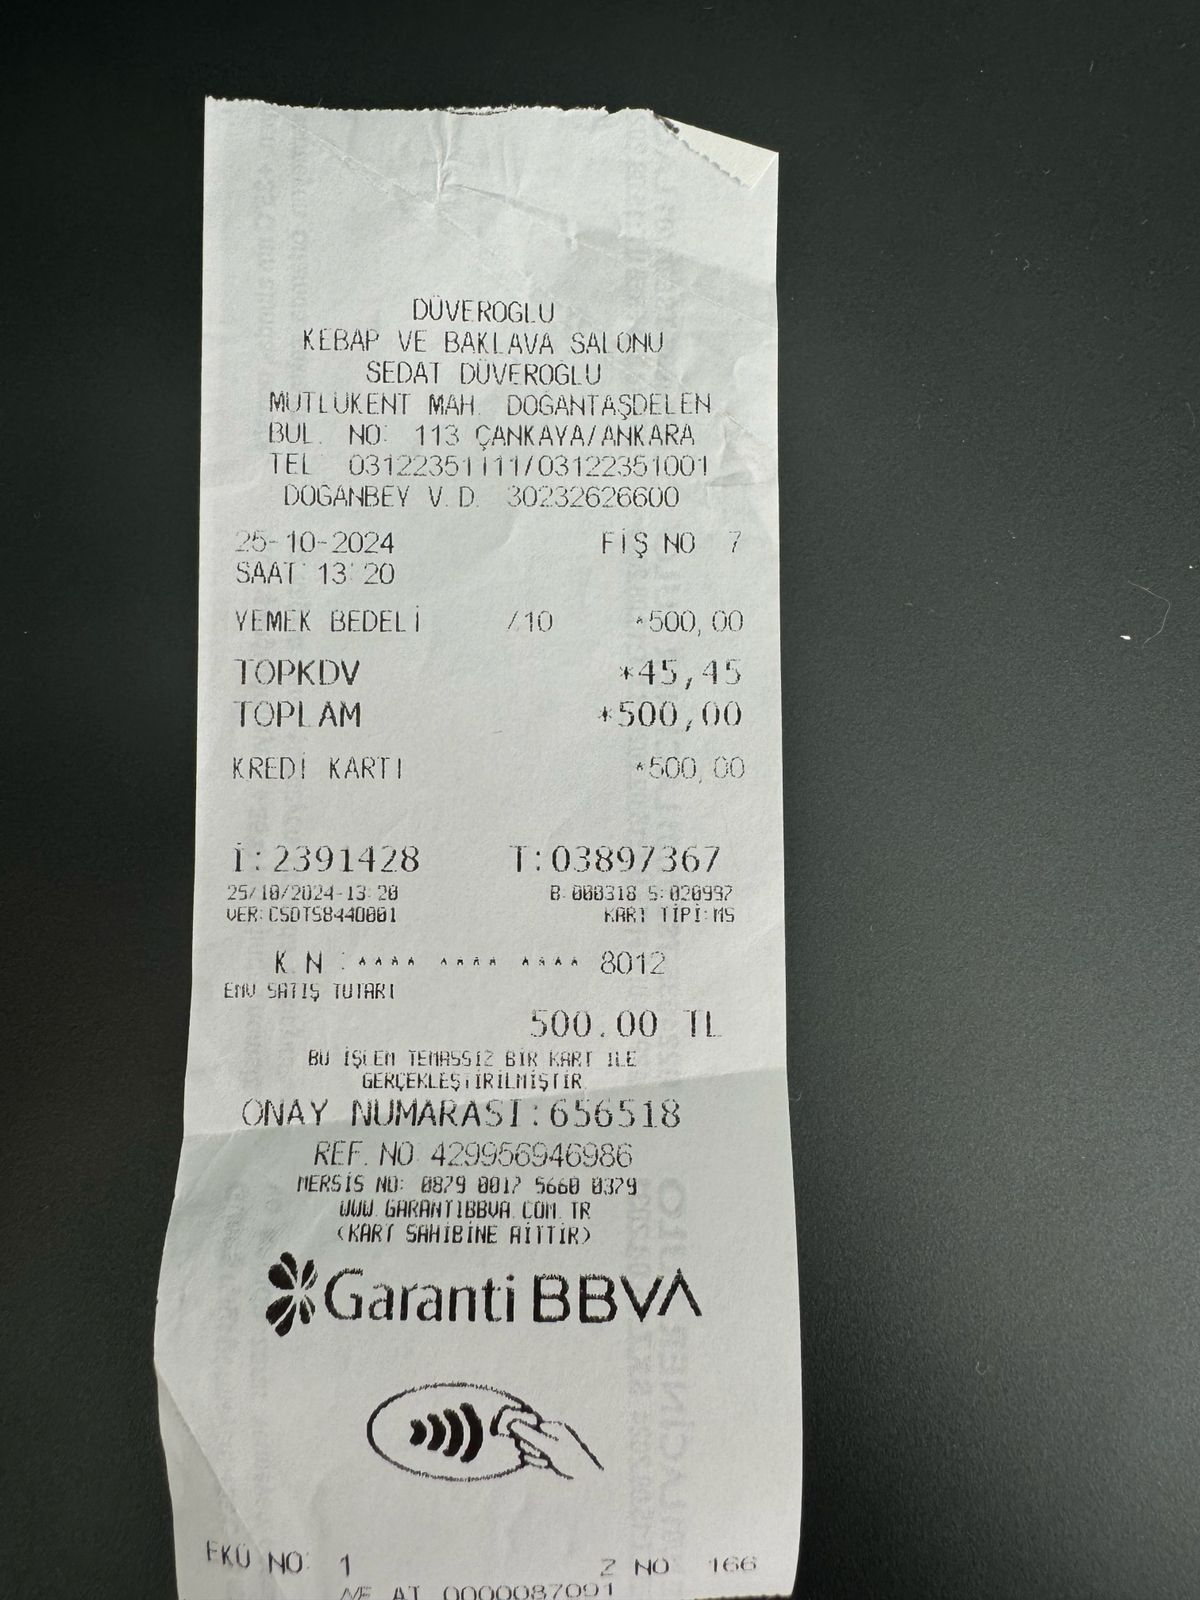 DÜVEROGLU
KEBAP VE BAKLAVA SALONU
SEDAT DÜVEROĞLU
MUTLUKENT MAH. DOĞANTAŞDELEN
BUL. NO: 113 ÇANKAYA/ANKARA
TEL 03122351111/03122351001
DOĞANBEY V.D. 30232626600
25-10-2024 FİŞ NO 7
SAAT 13:20
YEMEK BEDELİ /10 *500,00
TOPKDV *45,45
TOPLAM *500,00
KREDİ KARTI *500,00
İ:2391428 T:03897367
25/10/2024-13:20 B:000318 S:020997
VER:CSDTS8440001 KART TİPİ:MS
K.N :**** **** **** 8012
EMV SATIŞ TUTARI
500.00 TL
BU İŞLEM TEMASSIZ BİR KART İLE
GERÇEKLEŞTİRİLMİŞTİR.
ONAY NUMARASI:656518
REF. NO:429956946986
MERSİS NO: 0879 0017 5660 0379
WWW.GARANTIBBVA.COM.TR
(KART SAHİBİNE AİTTİR)
Garanti BBVA
EKÜ NO: 1 Z NO 166
AT 0000087091